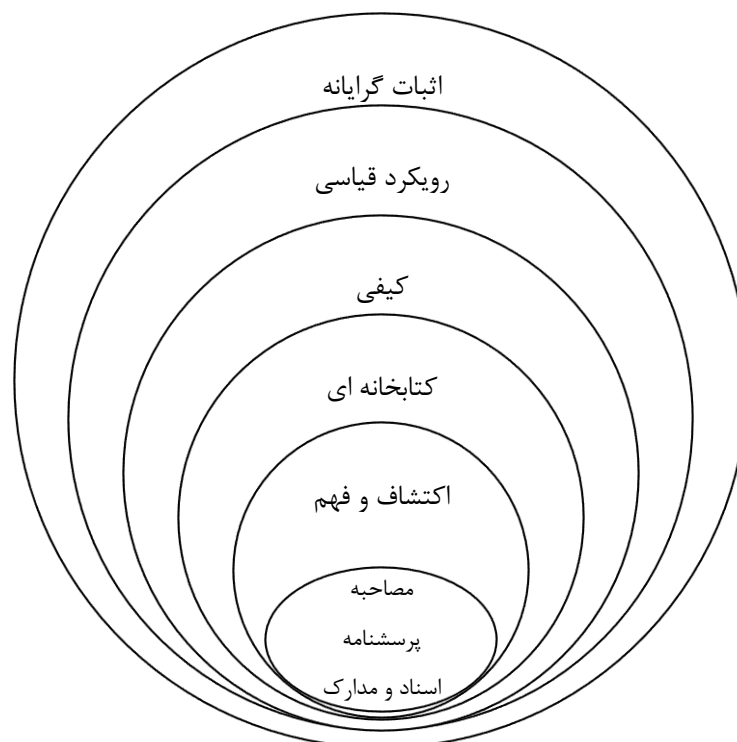 اثبات گرایانه
رویکرد قیاسی
کیفی
کتابخانه ای
اکتشاف و فهم
مصاحبه
پرسشنامه
اسناد و مدارک